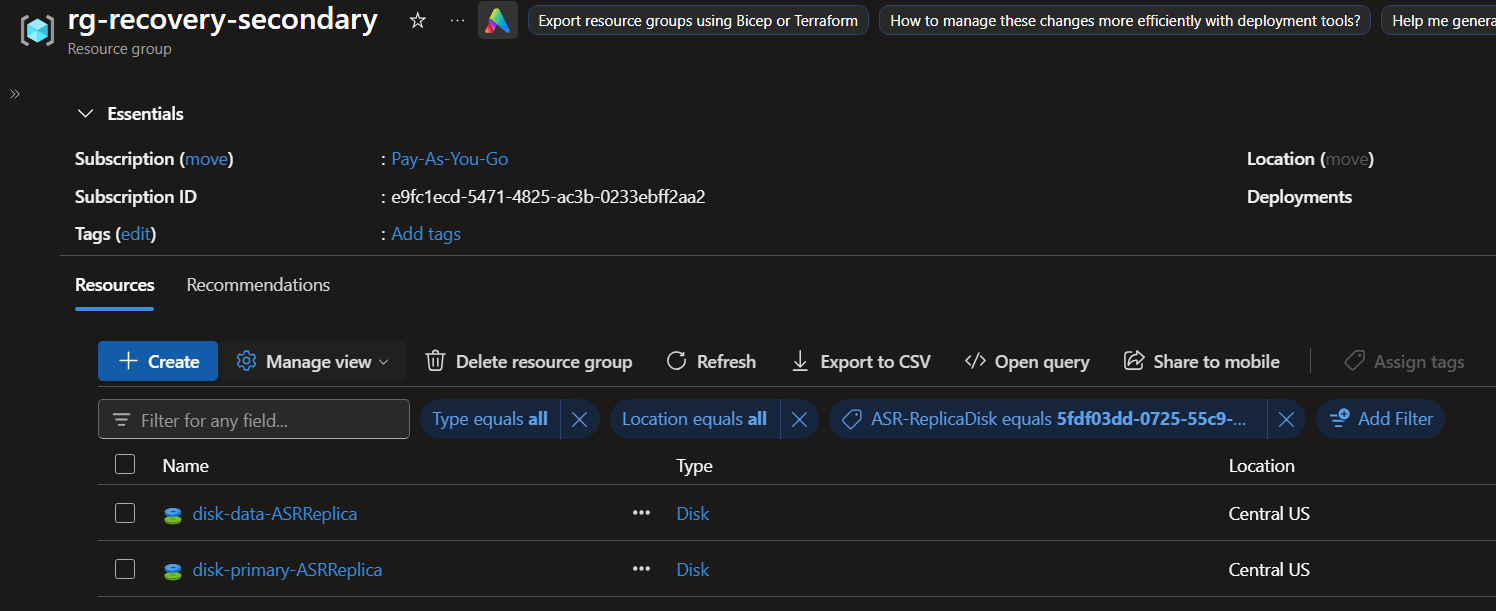 rg-recovery-secondary
Resource group
Export resource groups using Bicep or Terraform
How to manage these changes more efficiently with deployment tools?
Help me genera
Essentials
Subscription (move) : Pay-As-You-Go
Location (move)
Subscription ID : e9fc1ecd-5471-4825-ac3b-0233ebff2aa2
Deployments
Tags (edit) : Add tags
Resources Recommendations
Create Manage view Delete resource group Refresh Export to CSV Open query Share to mobile Assign tags
Filter for any field... Type equals all Location equals all ASR-ReplicaDisk equals 5fdf03dd-0725-55c9-... Add Filter
Name Type Location
disk-data-ASRReplica ••• Disk Central US
disk-primary-ASRReplica ••• Disk Central US